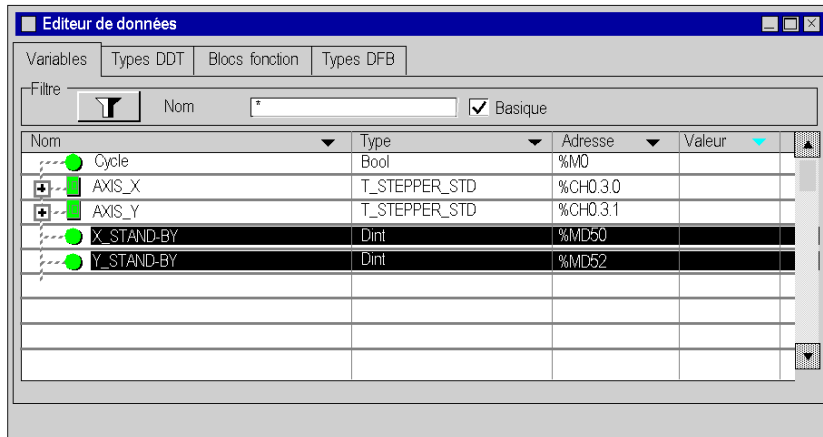 Editeur de données
Variables Types DDT Blocs fonction Types DFB
Filtre
Nom * Basique
Nom Type Adresse Valeur
Cycle Bool %M0
AXIS_X T_STEPPER_STD %CH0.3.0
AXIS_Y T_STEPPER_STD %CH0.3.1
X_STAND-BY Dint %MD50
Y_STAND-BY Dint %MD52